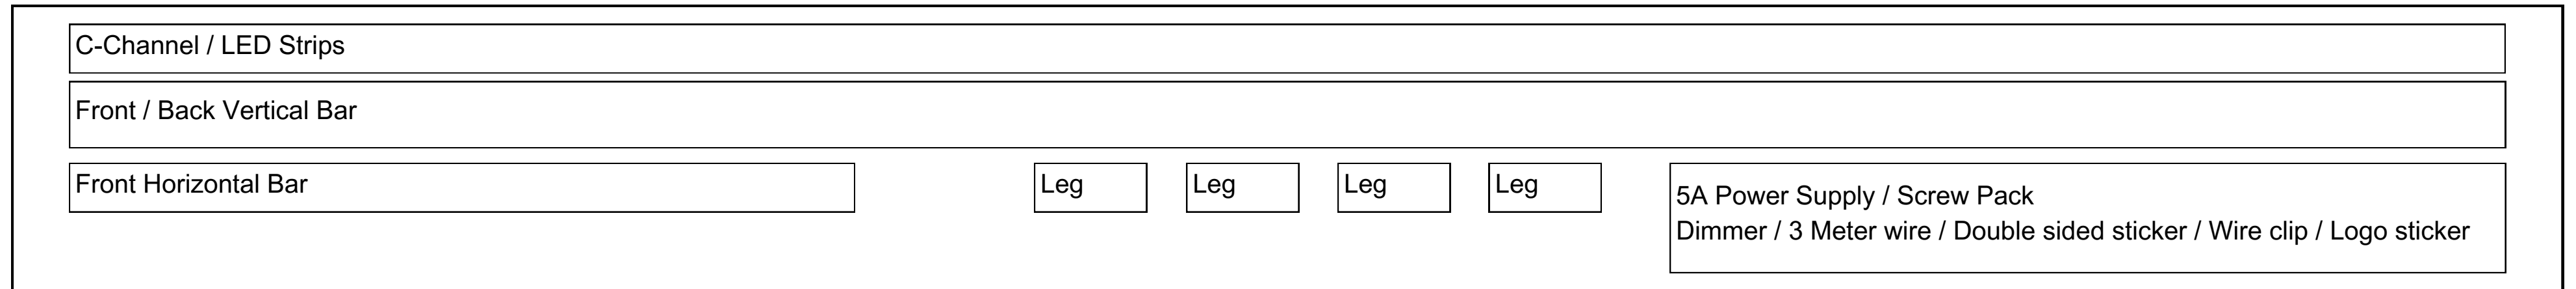 C-Channel / LED Strips
Front / Back Vertical Bar
Front Horizontal Bar
Leg
Leg
Leg
Leg
5A Power Supply / Screw Pack
Dimmer / 3 Meter wire / Double sided sticker / Wire clip / Logo sticker